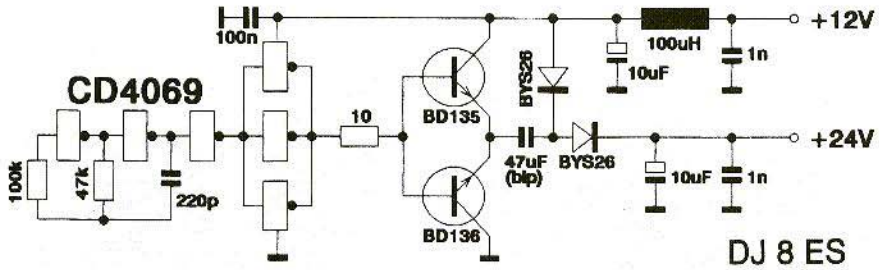 +12V
100n
100uH
1n
10uF
BYS26
CD4069
BD135
10
+24V
100k
47k
220p
47uF
(bip)
BYS26
10uF
1n
BD136
DJ 8 ES